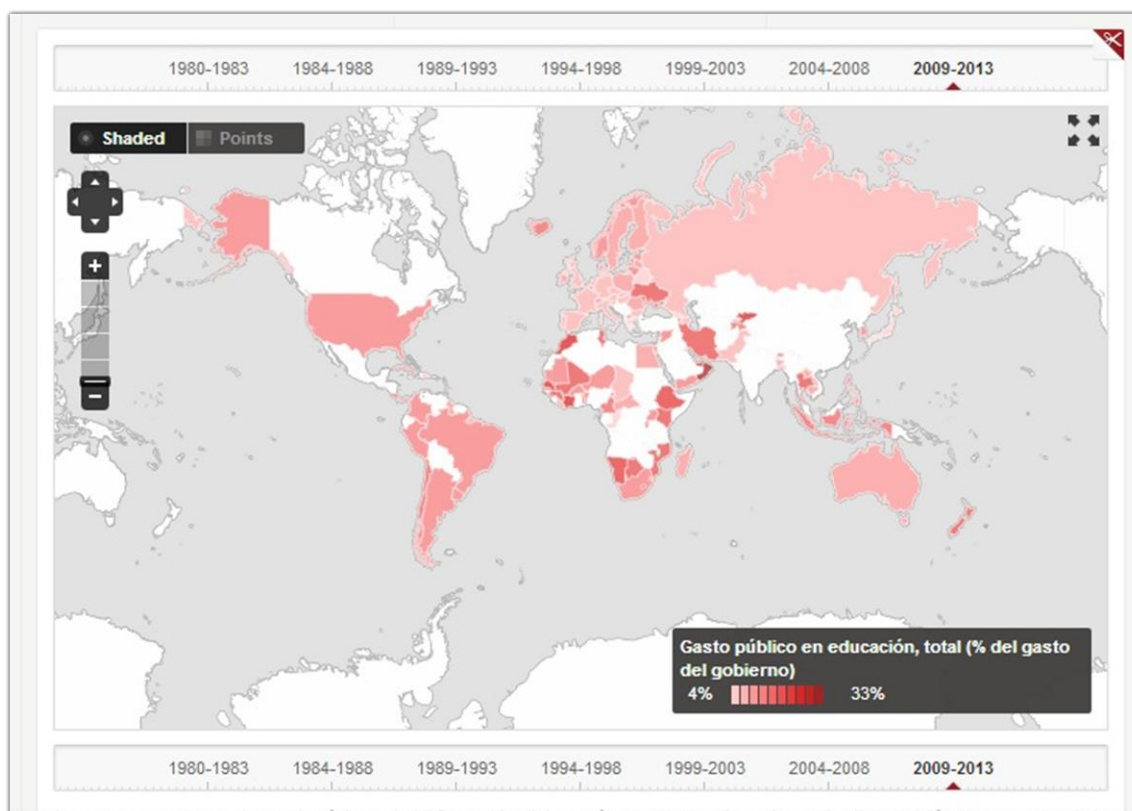 1980-1983 1984-1988 1989-1993 1994-1998 1999-2003 2004-2008 2009-2013
Shaded Points
Gasto público en educación, total (% del gasto
del gobierno)
4% 33%
1980-1983 1984-1988 1989-1993 1994-1998 1999-2003 2004-2008 2009-2013